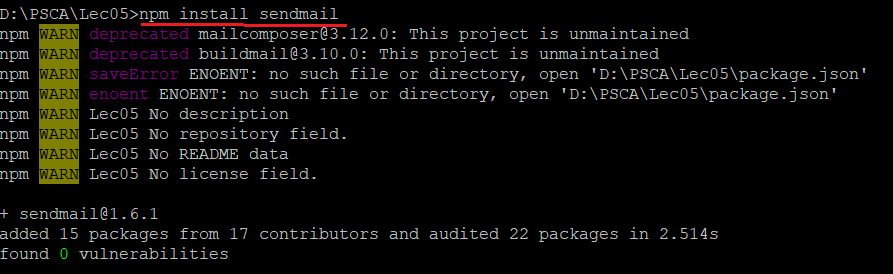 D:\PSCA\Lec05>npm install sendmail
npm WARN deprecated mailcomposer@3.12.0: This project is unmaintained
npm WARN deprecated buildmail@3.10.0: This project is unmaintained
npm WARN saveError ENOENT: no such file or directory, open 'D:\PSCA\Lec05\package.json'
npm WARN enoent ENOENT: no such file or directory, open 'D:\PSCA\Lec05\package.json'
npm WARN Lec05 No description
npm WARN Lec05 No repository field.
npm WARN Lec05 No README data
npm WARN Lec05 No license field.
+ sendmail@1.6.1
added 15 packages from 17 contributors and audited 22 packages in 2.514s
found 0 vulnerabilities